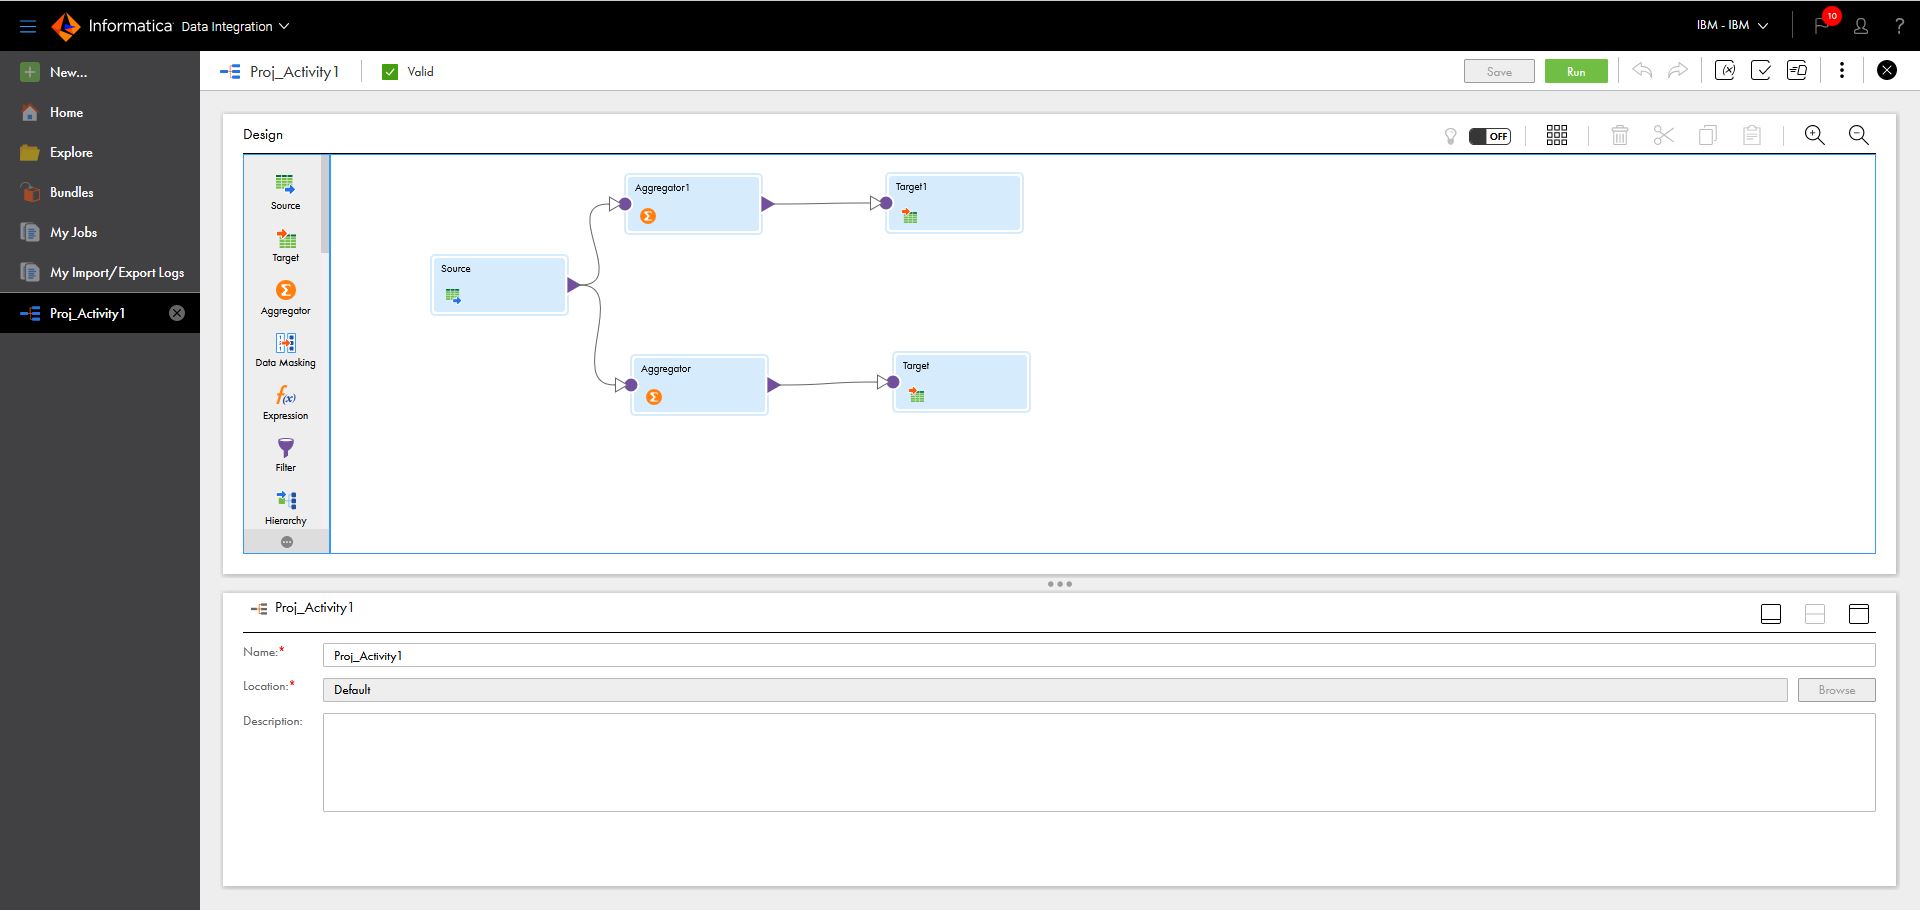 Informatica Data Integration
IBM - IBM
10
?
New...
Home
Explore
Bundles
My Jobs
My Import/Export Logs
Proj_Activity1
Proj_Activity1
Valid
Save
Run
(x)
Design
OFF
Source
Target
Aggregator
Data Masking
f(x)
Expression
Filter
Hierarchy
Aggregator1
Σ
Target1
Source
Aggregator
Σ
Target
Proj_Activity1
Name:*
Proj_Activity1
Location:*
Default
Browse
Description: